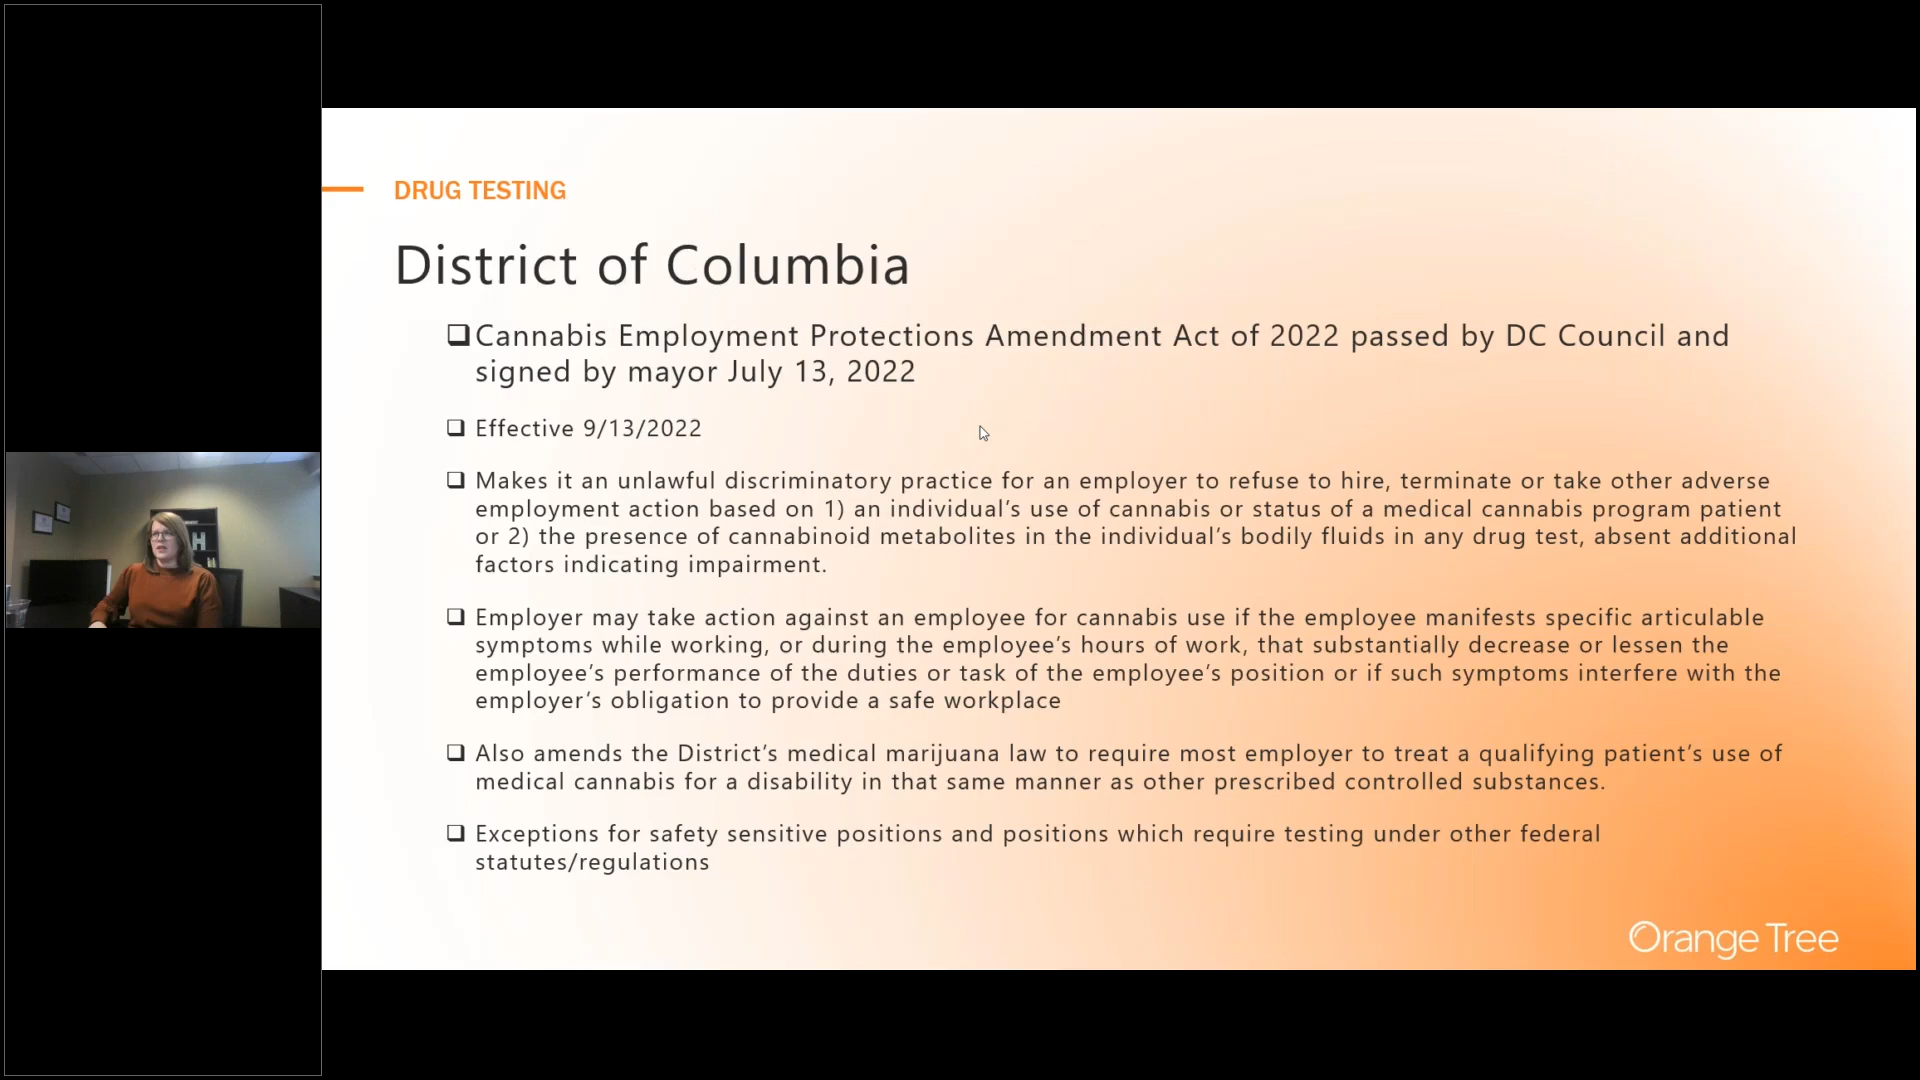 DRUG TESTING
District of Columbia
Cannabis Employment Protections Amendment Act of 2022 passed by DC Council and
signed by mayor July 13, 2022
Effective 9/13/2022
Makes it an unlawful discriminatory practice for an employer to refuse to hire, terminate or take other adverse
employment action based on 1) an individual’s use of cannabis or status of a medical cannabis program patient
or 2) the presence of cannabinoid metabolites in the individual’s bodily fluids in any drug test, absent additional
factors indicating impairment.
Employer may take action against an employee for cannabis use if the employee manifests specific articulable
symptoms while working, or during the employee’s hours of work, that substantially decrease or lessen the
employee’s performance of the duties or task of the employee’s position or if such symptoms interfere with the
employer’s obligation to provide a safe workplace
Also amends the District’s medical marijuana law to require most employer to treat a qualifying patient’s use of
medical cannabis for a disability in that same manner as other prescribed controlled substances.
Exceptions for safety sensitive positions and positions which require testing under other federal
statutes/regulations
Orange Tree
H